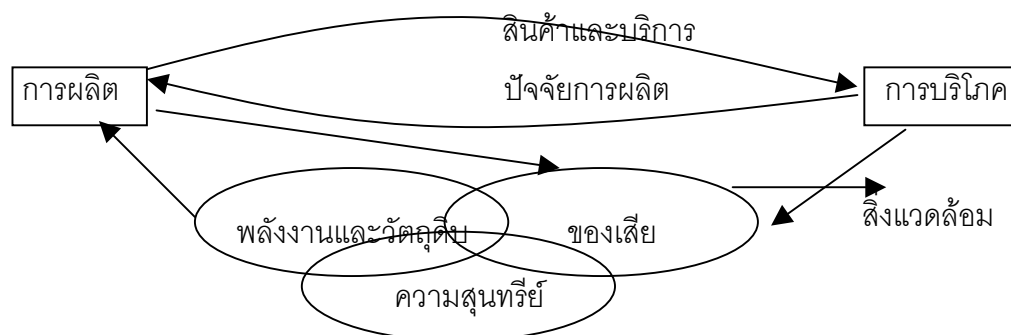 สินค้าและบริการ
การผลิต
ปัจจัยการผลิต
การบริโภค
พลังงานและวัตถุดิบ
ของเสีย
สิ่งแวดล้อม
ความสุนทรีย์